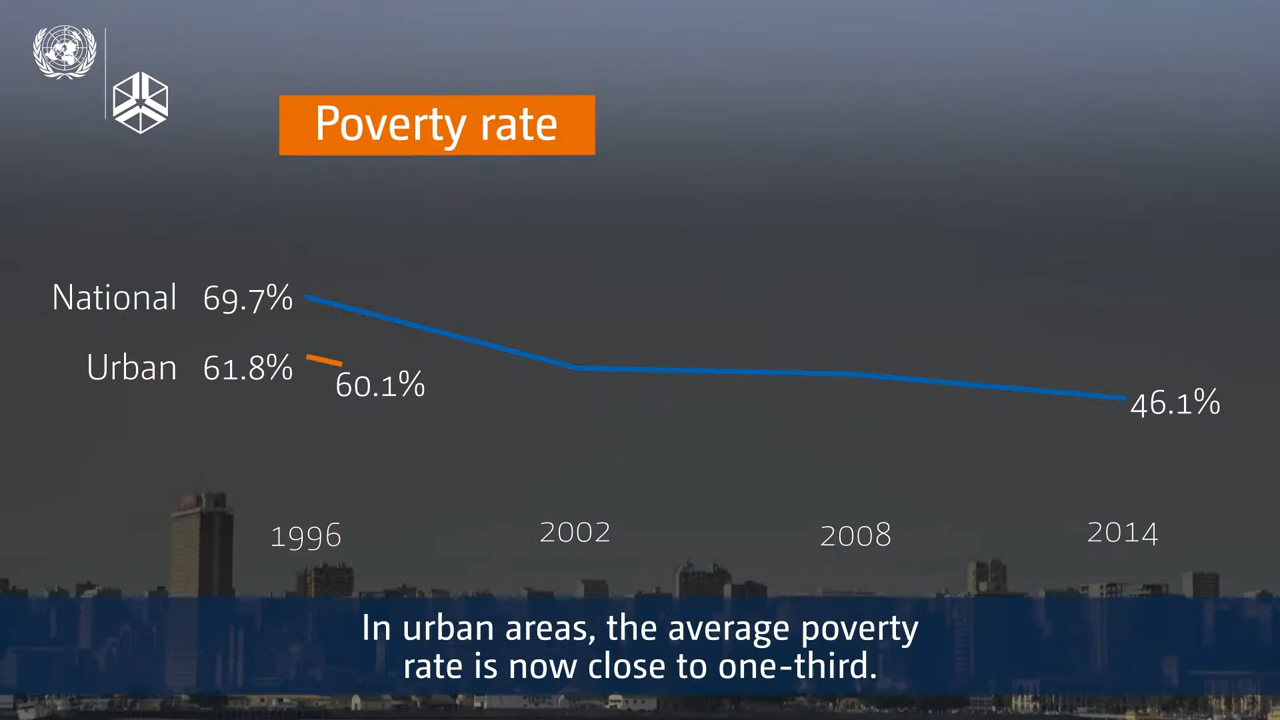 Poverty rate
National 69.7%
46.1%
Urban 61.8%
60.1%
1996 2002 2008 2014
In urban areas, the average poverty
rate is now close to one-third.